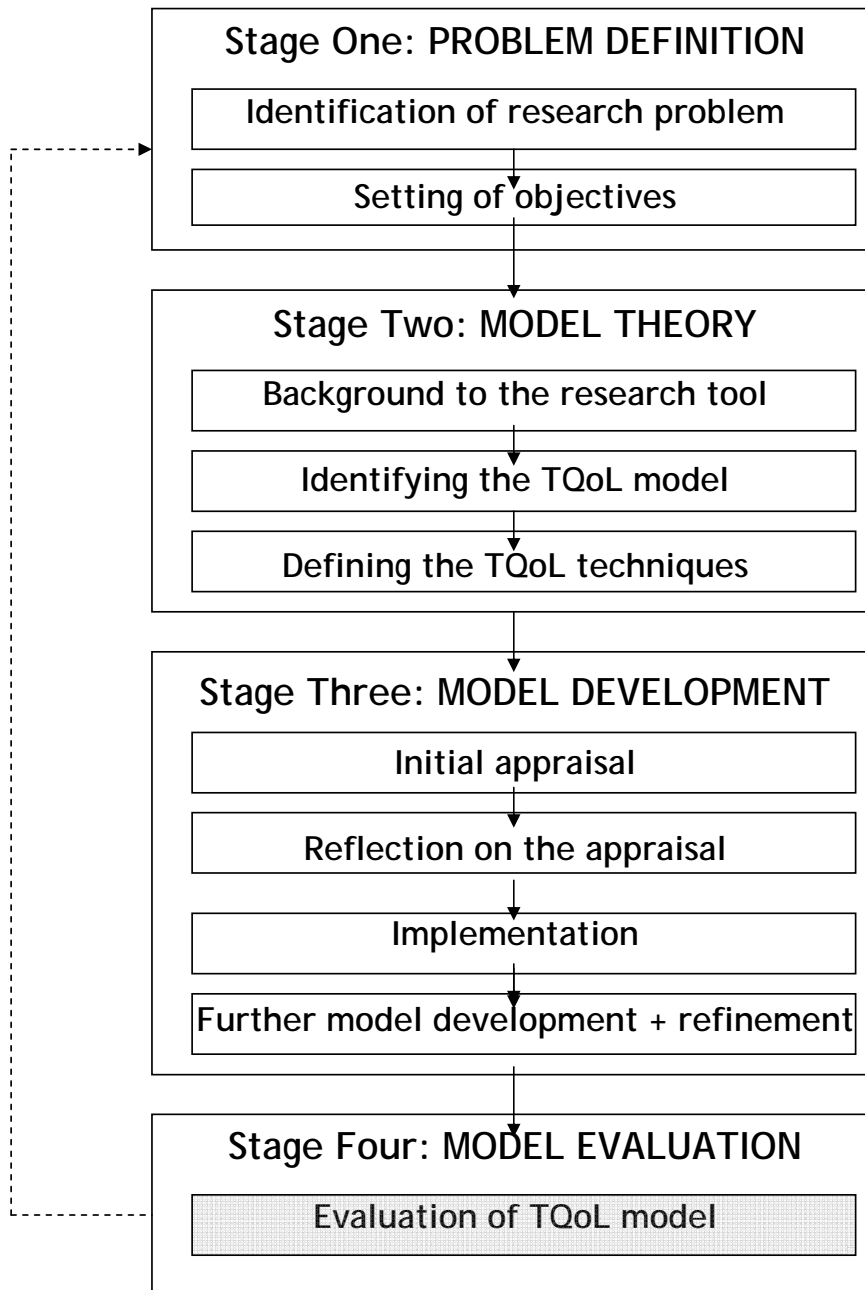 Stage One: PROBLEM DEFINITION
Identification of research problem
Setting of objectives
Stage Two: MODEL THEORY
Background to the research tool
Identifying the TQoL model
Defining the TQoL techniques
Stage Three: MODEL DEVELOPMENT
Initial appraisal
Reflection on the appraisal
Implementation
Further model development + refinement
Stage Four: MODEL EVALUATION
Evaluation of TQoL model